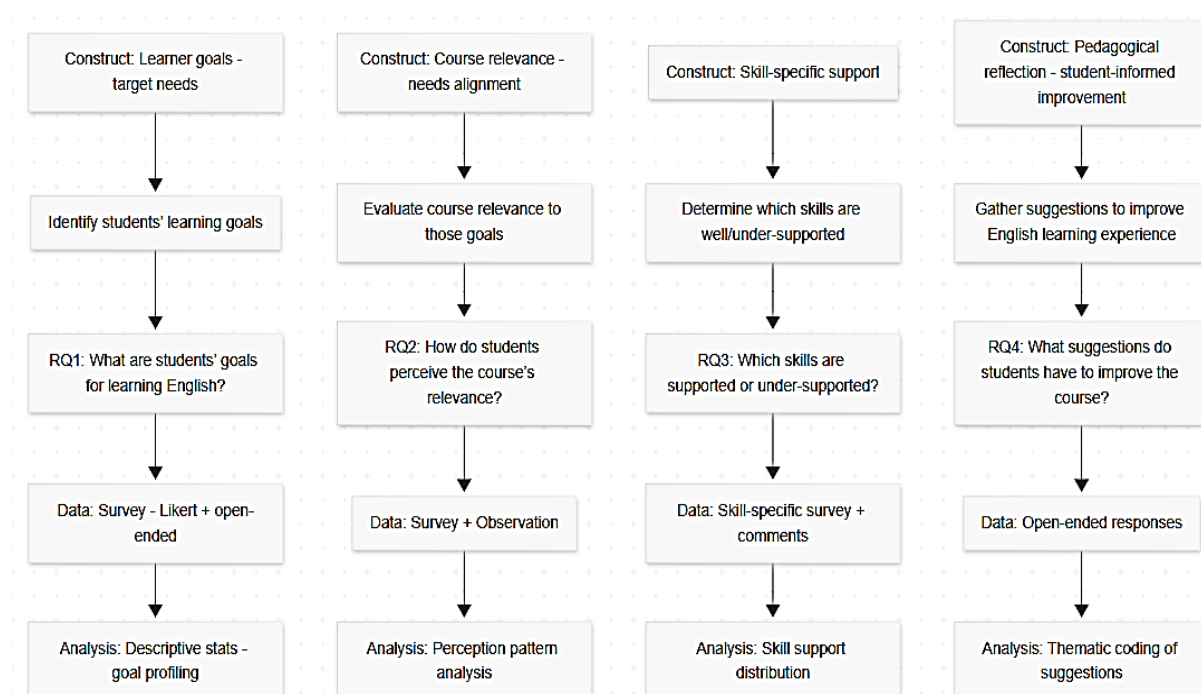 Construct: Learner goals -
target needs
Identify students' learning goals
RQ1: What are students' goals
for learning English?
Data: Survey - Likert + open-
ended
Analysis: Descriptive stats -
goal profiling
Construct: Course relevance -
needs alignment
Evaluate course relevance to
those goals
RQ2: How do students
perceive the course's
relevance?
Data: Survey + Observation
Analysis: Perception pattern
analysis
Construct: Skill-specific support
Determine which skills are
well/under-supported
RQ3: Which skills are
supported or under-supported?
Data: Skill-specific survey +
comments
Analysis: Skill support
distribution
Construct: Pedagogical
reflection - student-informed
improvement
Gather suggestions to improve
English learning experience
RQ4: What suggestions do
students have to improve the
course?
Data: Open-ended responses
Analysis: Thematic coding of
suggestions